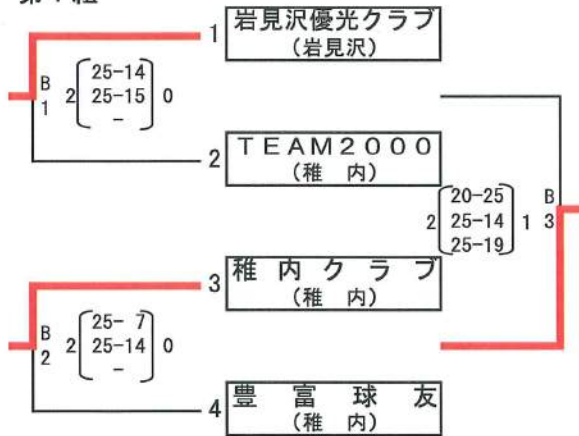 1 岩見沢優光クラブ
(岩見沢)
B 1
2 25-14 0
25-15
-
2 TEAM2000
(稚 内)
2 20-25 1
25-14
25-19
B 3
3 稚 内 ク ラ ブ
(稚 内)
B 2
2 25- 7 0
25-14
-
4 豊 富 球 友
(稚 内)